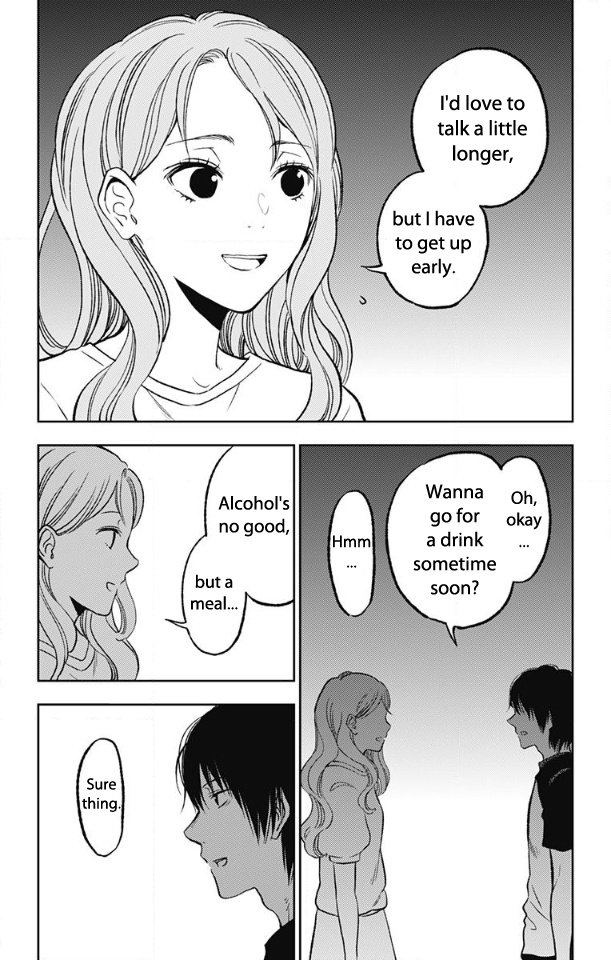 I'd love to
talk a little
longer,
but I have
to get up
early.
Oh,
okay
...
Wanna
go for
a drink
sometime
soon?
Hmm
...
Alcohol's
no good,
but a
meal...
Sure
thing.